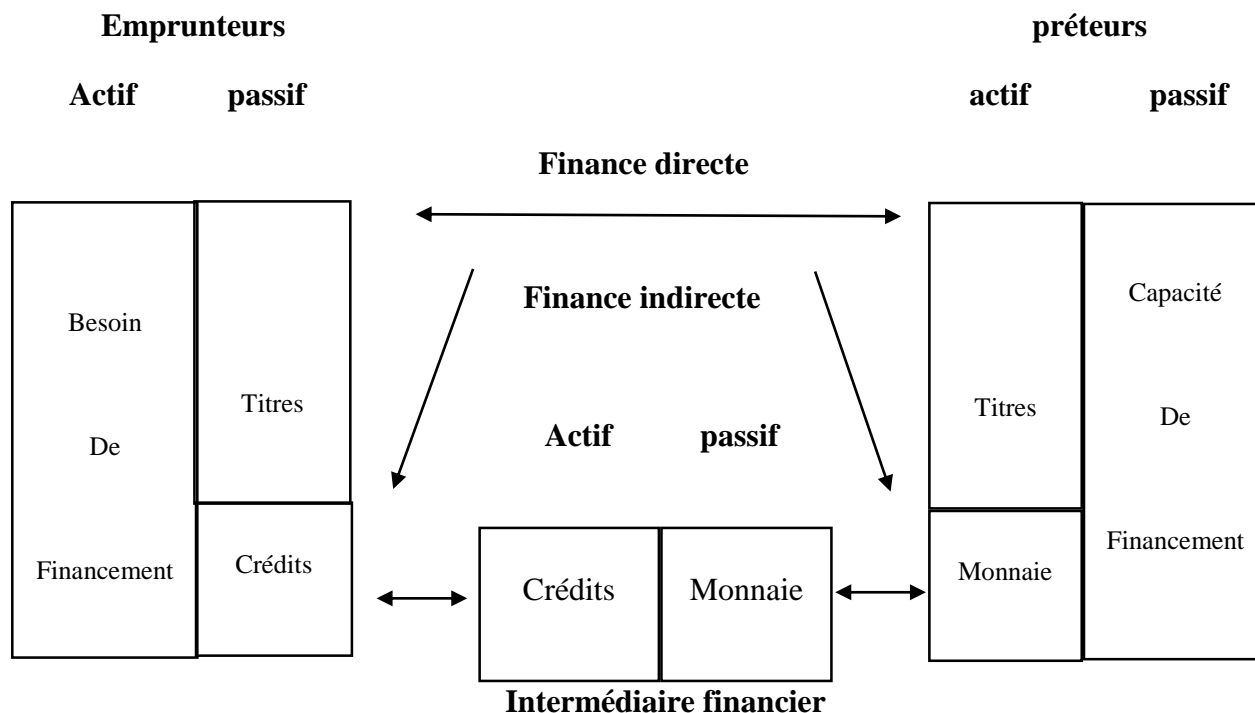 Emprunteurs
préteurs
Actif passif
actif passif
Finance directe
Finance indirecte
Besoin
De
Financement
Titres
Crédits
Actif passif
Crédits
Monnaie
Intermédiaire financier
Titres
Monnaie
Capacité
De
Financement